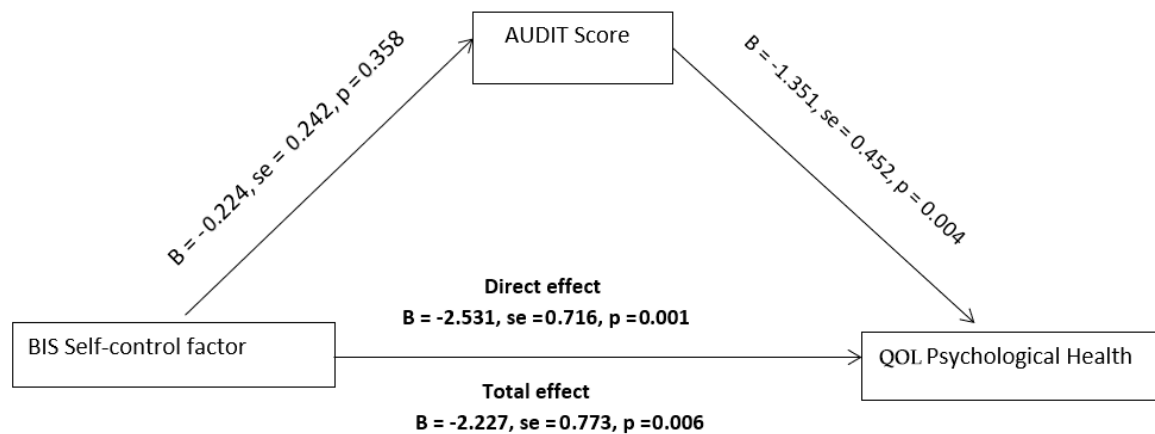 AUDIT Score
B = -0.224, se = 0.242, p = 0.358
B = -1.351, se = 0.452, p = 0.004
Direct effect
B = -2.531, se =0.716, p =0.001
BIS Self-control factor
QOL Psychological Health
Total effect
B = -2.227, se =0.773, p =0.006